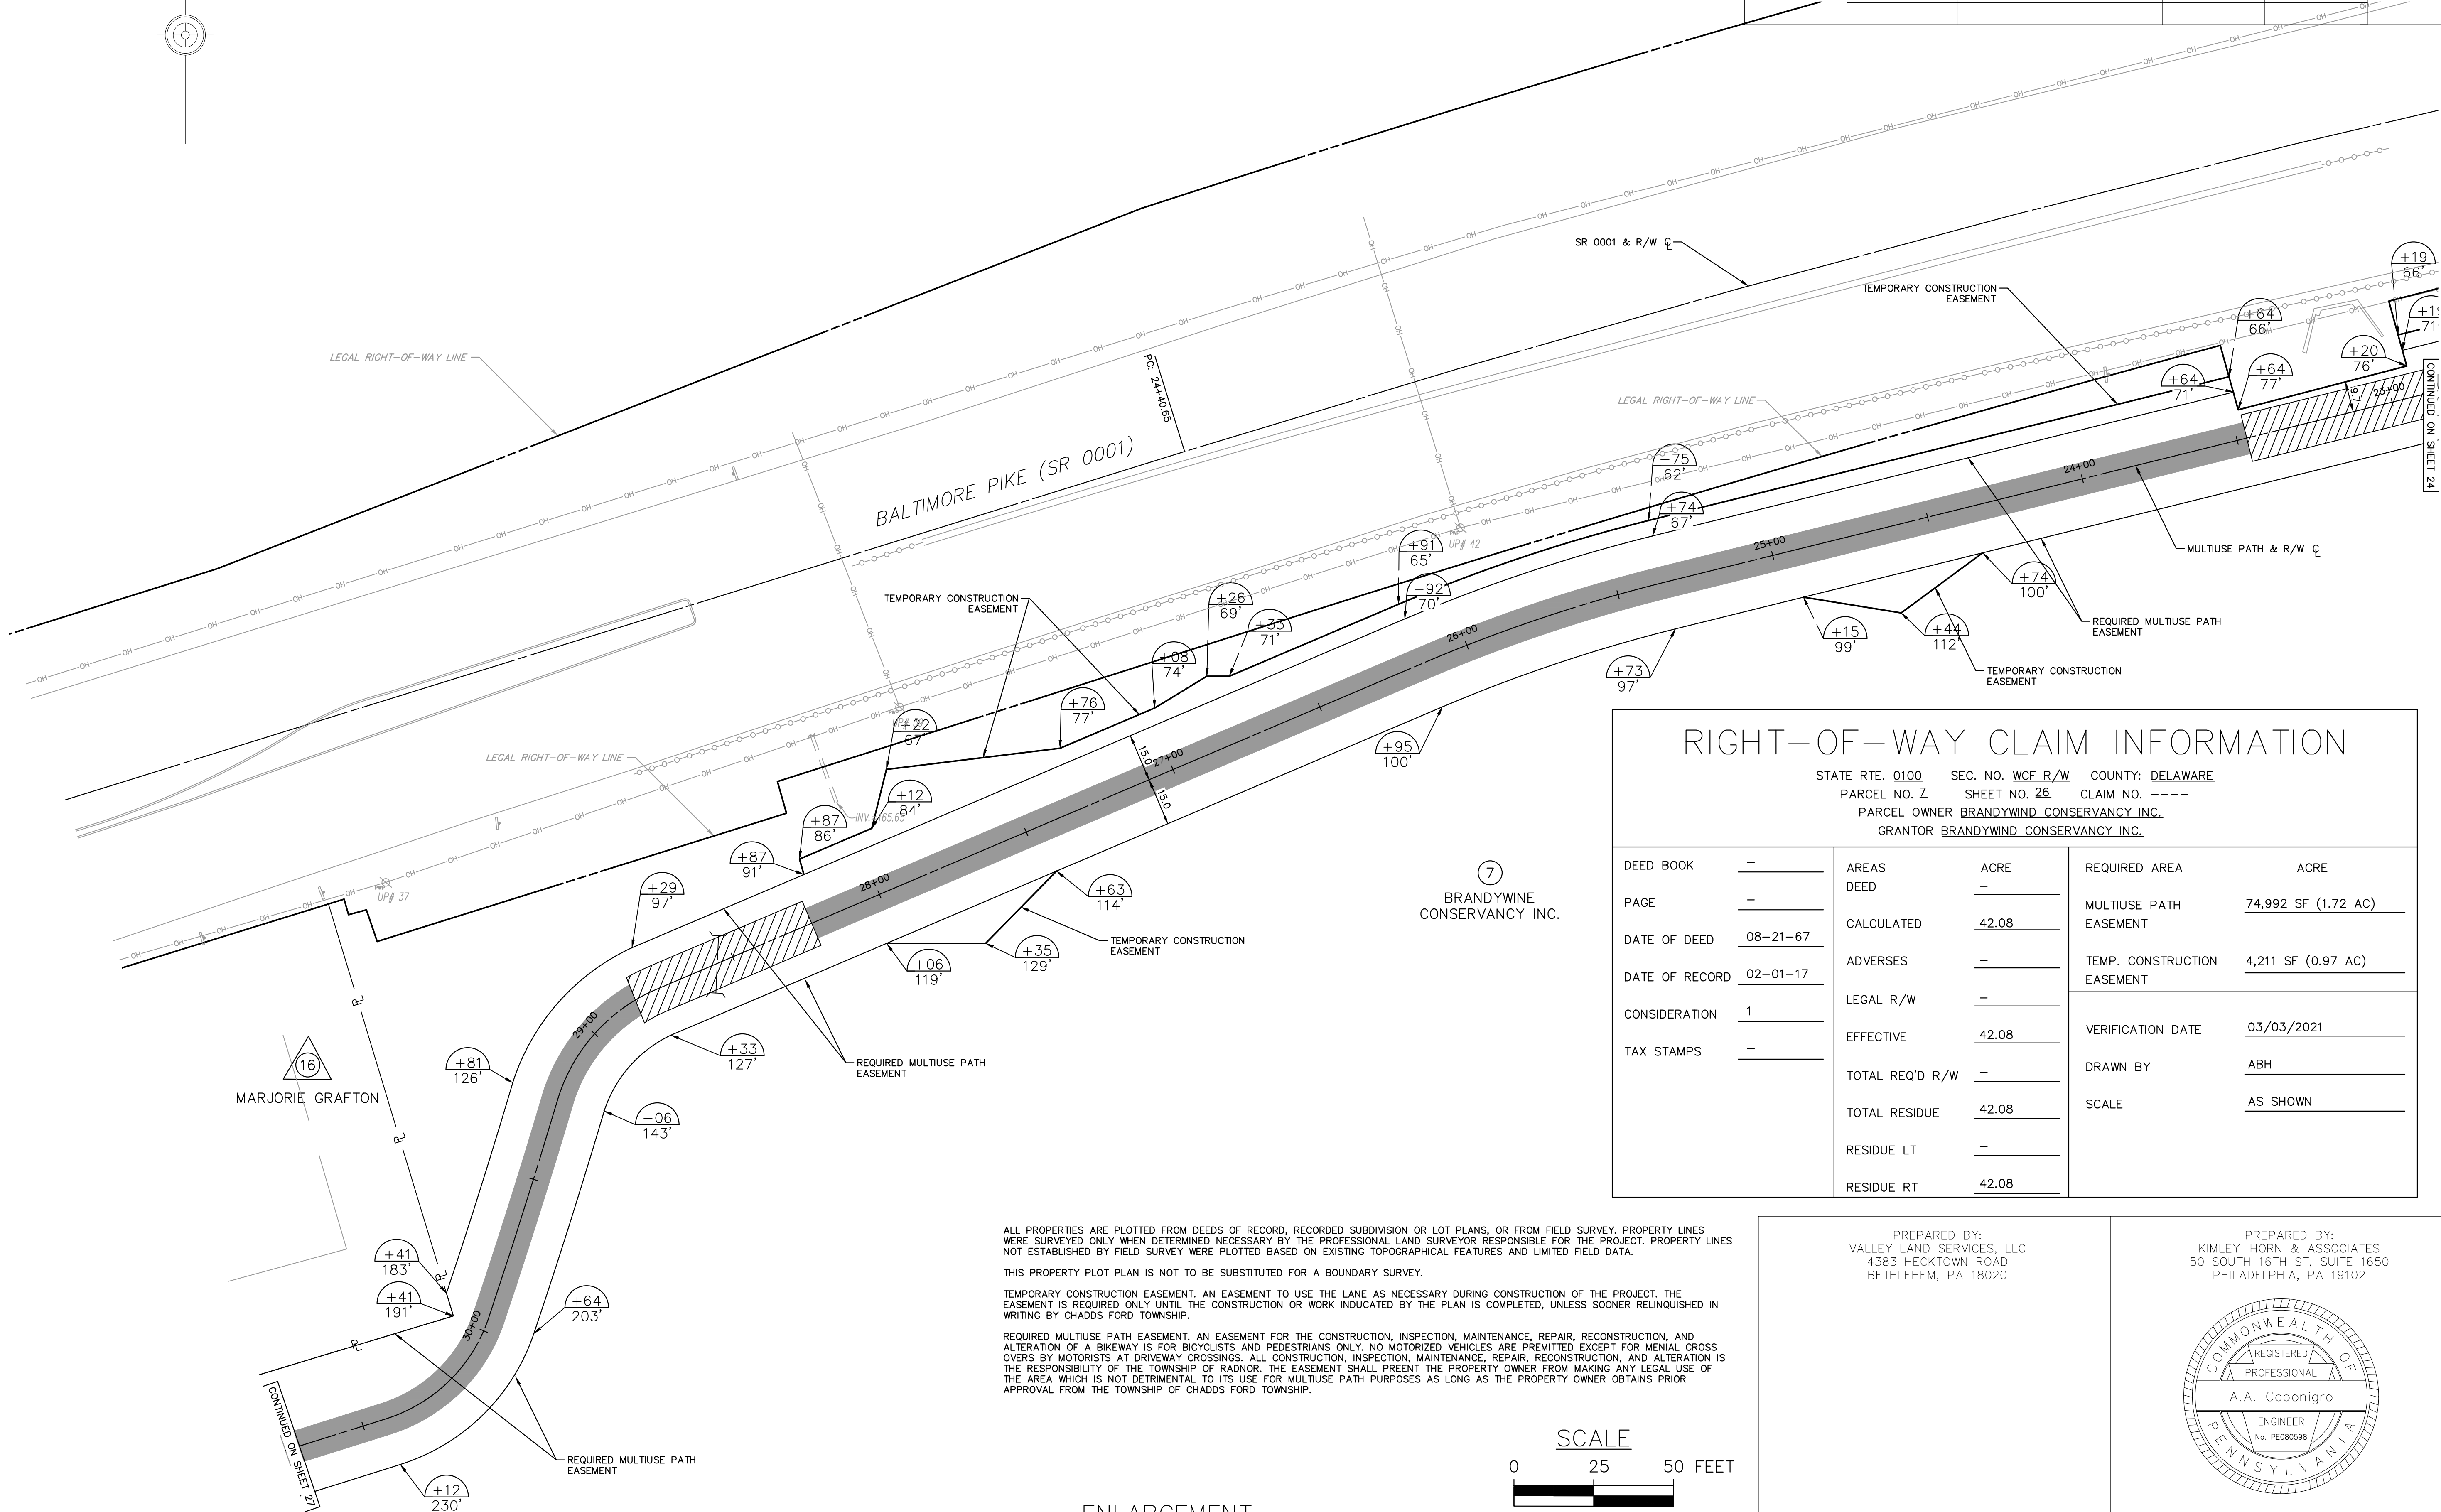 LEGAL RIGHT-OF-WAY LINE
PC: 24+40.65
BALTIMORE PIKE (SR 0001)
SR 0001 & R/W ℄
TEMPORARY CONSTRUCTION
EASEMENT
LEGAL RIGHT-OF-WAY LINE
+19
66'
71'
+64
66'
+20
76'
+64
77'
+64
71'
9.7
23+00
CONTINUED ON SHEET 24
24+00
MULTIUSE PATH & R/W ℄
REQUIRED MULTIUSE PATH
EASEMENT
+75
62'
+74
67'
UP# 42
25+00
+91
65'
+92
70'
+74
100'
+15
99'
+44
112'
TEMPORARY CONSTRUCTION
EASEMENT
TEMPORARY CONSTRUCTION
EASEMENT
+26
69'
+33
71'
26+00
+08
74'
+73
97'
+76
77'
+22
67'
LEGAL RIGHT-OF-WAY LINE
15.0
27+00
15.0
+95
100'
+12
84'
INV.=165.65
+87
86'
+87
91'
UP# 37
28+00
+29
97'
+63
114'
TEMPORARY CONSTRUCTION
EASEMENT
+35
129'
+06
119'
7
BRANDYWINE
CONSERVANCY INC.
29+00
+33
127'
REQUIRED MULTIUSE PATH
EASEMENT
+81
126'
16
MARJORIE GRAFTON
+06
143'
+41
183'
+41
191'
+64
203'
30+00
CONTINUED ON SHEET 27
REQUIRED MULTIUSE PATH
EASEMENT
+12
230'
RIGHT-OF-WAY CLAIM INFORMATION
STATE RTE. 0100 SEC. NO. WCF R/W COUNTY: DELAWARE
PARCEL NO. 7 SHEET NO. 26 CLAIM NO. ----
PARCEL OWNER BRANDYWIND CONSERVANCY INC.
GRANTOR BRANDYWIND CONSERVANCY INC.
DEED BOOK -
PAGE -
DATE OF DEED 08-21-67
DATE OF RECORD 02-01-17
CONSIDERATION 1
TAX STAMPS -
AREAS ACRE
DEED -
CALCULATED 42.08
ADVERSES -
LEGAL R/W -
EFFECTIVE 42.08
TOTAL REQ'D R/W -
TOTAL RESIDUE 42.08
RESIDUE LT -
RESIDUE RT 42.08
REQUIRED AREA ACRE
MULTIUSE PATH 74,992 SF (1.72 AC)
EASEMENT
TEMP. CONSTRUCTION 4,211 SF (0.97 AC)
EASEMENT
VERIFICATION DATE 03/03/2021
DRAWN BY ABH
SCALE AS SHOWN
ALL PROPERTIES ARE PLOTTED FROM DEEDS OF RECORD, RECORDED SUBDIVISION OR LOT PLANS, OR FROM FIELD SURVEY. PROPERTY LINES
WERE SURVEYED ONLY WHEN DETERMINED NECESSARY BY THE PROFESSIONAL LAND SURVEYOR RESPONSIBLE FOR THE PROJECT. PROPERTY LINES
NOT ESTABLISHED BY FIELD SURVEY WERE PLOTTED BASED ON EXISTING TOPOGRAPHICAL FEATURES AND LIMITED FIELD DATA.
THIS PROPERTY PLOT PLAN IS NOT TO BE SUBSTITUTED FOR A BOUNDARY SURVEY.
TEMPORARY CONSTRUCTION EASEMENT. AN EASEMENT TO USE THE LANE AS NECESSARY DURING CONSTRUCTION OF THE PROJECT. THE
EASEMENT IS REQUIRED ONLY UNTIL THE CONSTRUCTION OR WORK INDUCATED BY THE PLAN IS COMPLETED, UNLESS SOONER RELINQUISHED IN
WRITING BY CHADDS FORD TOWNSHIP.
REQUIRED MULTIUSE PATH EASEMENT. AN EASEMENT FOR THE CONSTRUCTION, INSPECTION, MAINTENANCE, REPAIR, RECONSTRUCTION, AND
ALTERATION OF A BIKEWAY IS FOR BICYCLISTS AND PEDESTRIANS ONLY. NO MOTORIZED VEHICLES ARE PREMITTED EXCEPT FOR MENIAL CROSS
OVERS BY MOTORISTS AT DRIVEWAY CROSSINGS. ALL CONSTRUCTION, INSPECTION, MAINTENANCE, REPAIR, RECONSTRUCTION, AND ALTERATION IS
THE RESPONSIBILITY OF THE TOWNSHIP OF RADNOR. THE EASEMENT SHALL PREENT THE PROPERTY OWNER FROM MAKING ANY LEGAL USE OF
THE AREA WHICH IS NOT DETRIMENTAL TO ITS USE FOR MULTIUSE PATH PURPOSES AS LONG AS THE PROPERTY OWNER OBTAINS PRIOR
APPROVAL FROM THE TOWNSHIP OF CHADDS FORD TOWNSHIP.
SCALE
0 25 50 FEET
ENLARGEMENT
PREPARED BY:
VALLEY LAND SERVICES, LLC
4383 HECKTOWN ROAD
BETHLEHEM, PA 18020
PREPARED BY:
KIMLEY-HORN & ASSOCIATES
50 SOUTH 16TH ST, SUITE 1650
PHILADELPHIA, PA 19102
COMMONWEALTH OF
REGISTERED
PROFESSIONAL
A.A. Caponigro
ENGINEER
No. PE080598
PENNSYLVANIA